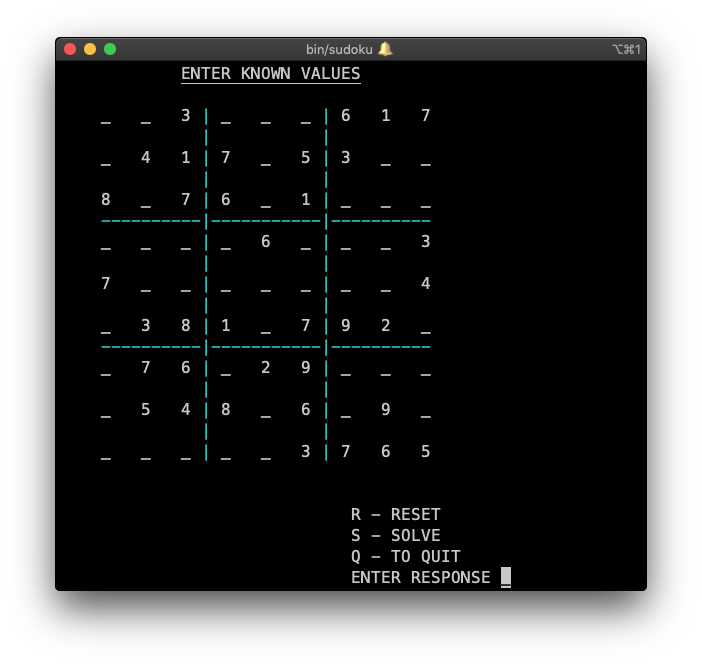 bin/sudoku 🔔 ⌥⌘1
ENTER KNOWN VALUES
_ _ 3 | _ _ _ | 6 1 7
_ 4 1 | 7 _ 5 | 3 _ _
8 _ 7 | 6 _ 1 | _ _ _
_ _ _ | _ 6 _ | _ _ 3
7 _ _ | _ _ _ | _ _ 4
_ 3 8 | 1 _ 7 | 9 2 _
_ 7 6 | _ 2 9 | _ _ _
_ 5 4 | 8 _ 6 | _ 9 _
_ _ _ | _ _ 3 | 7 6 5
R – RESET
S – SOLVE
Q – TO QUIT
ENTER RESPONSE _